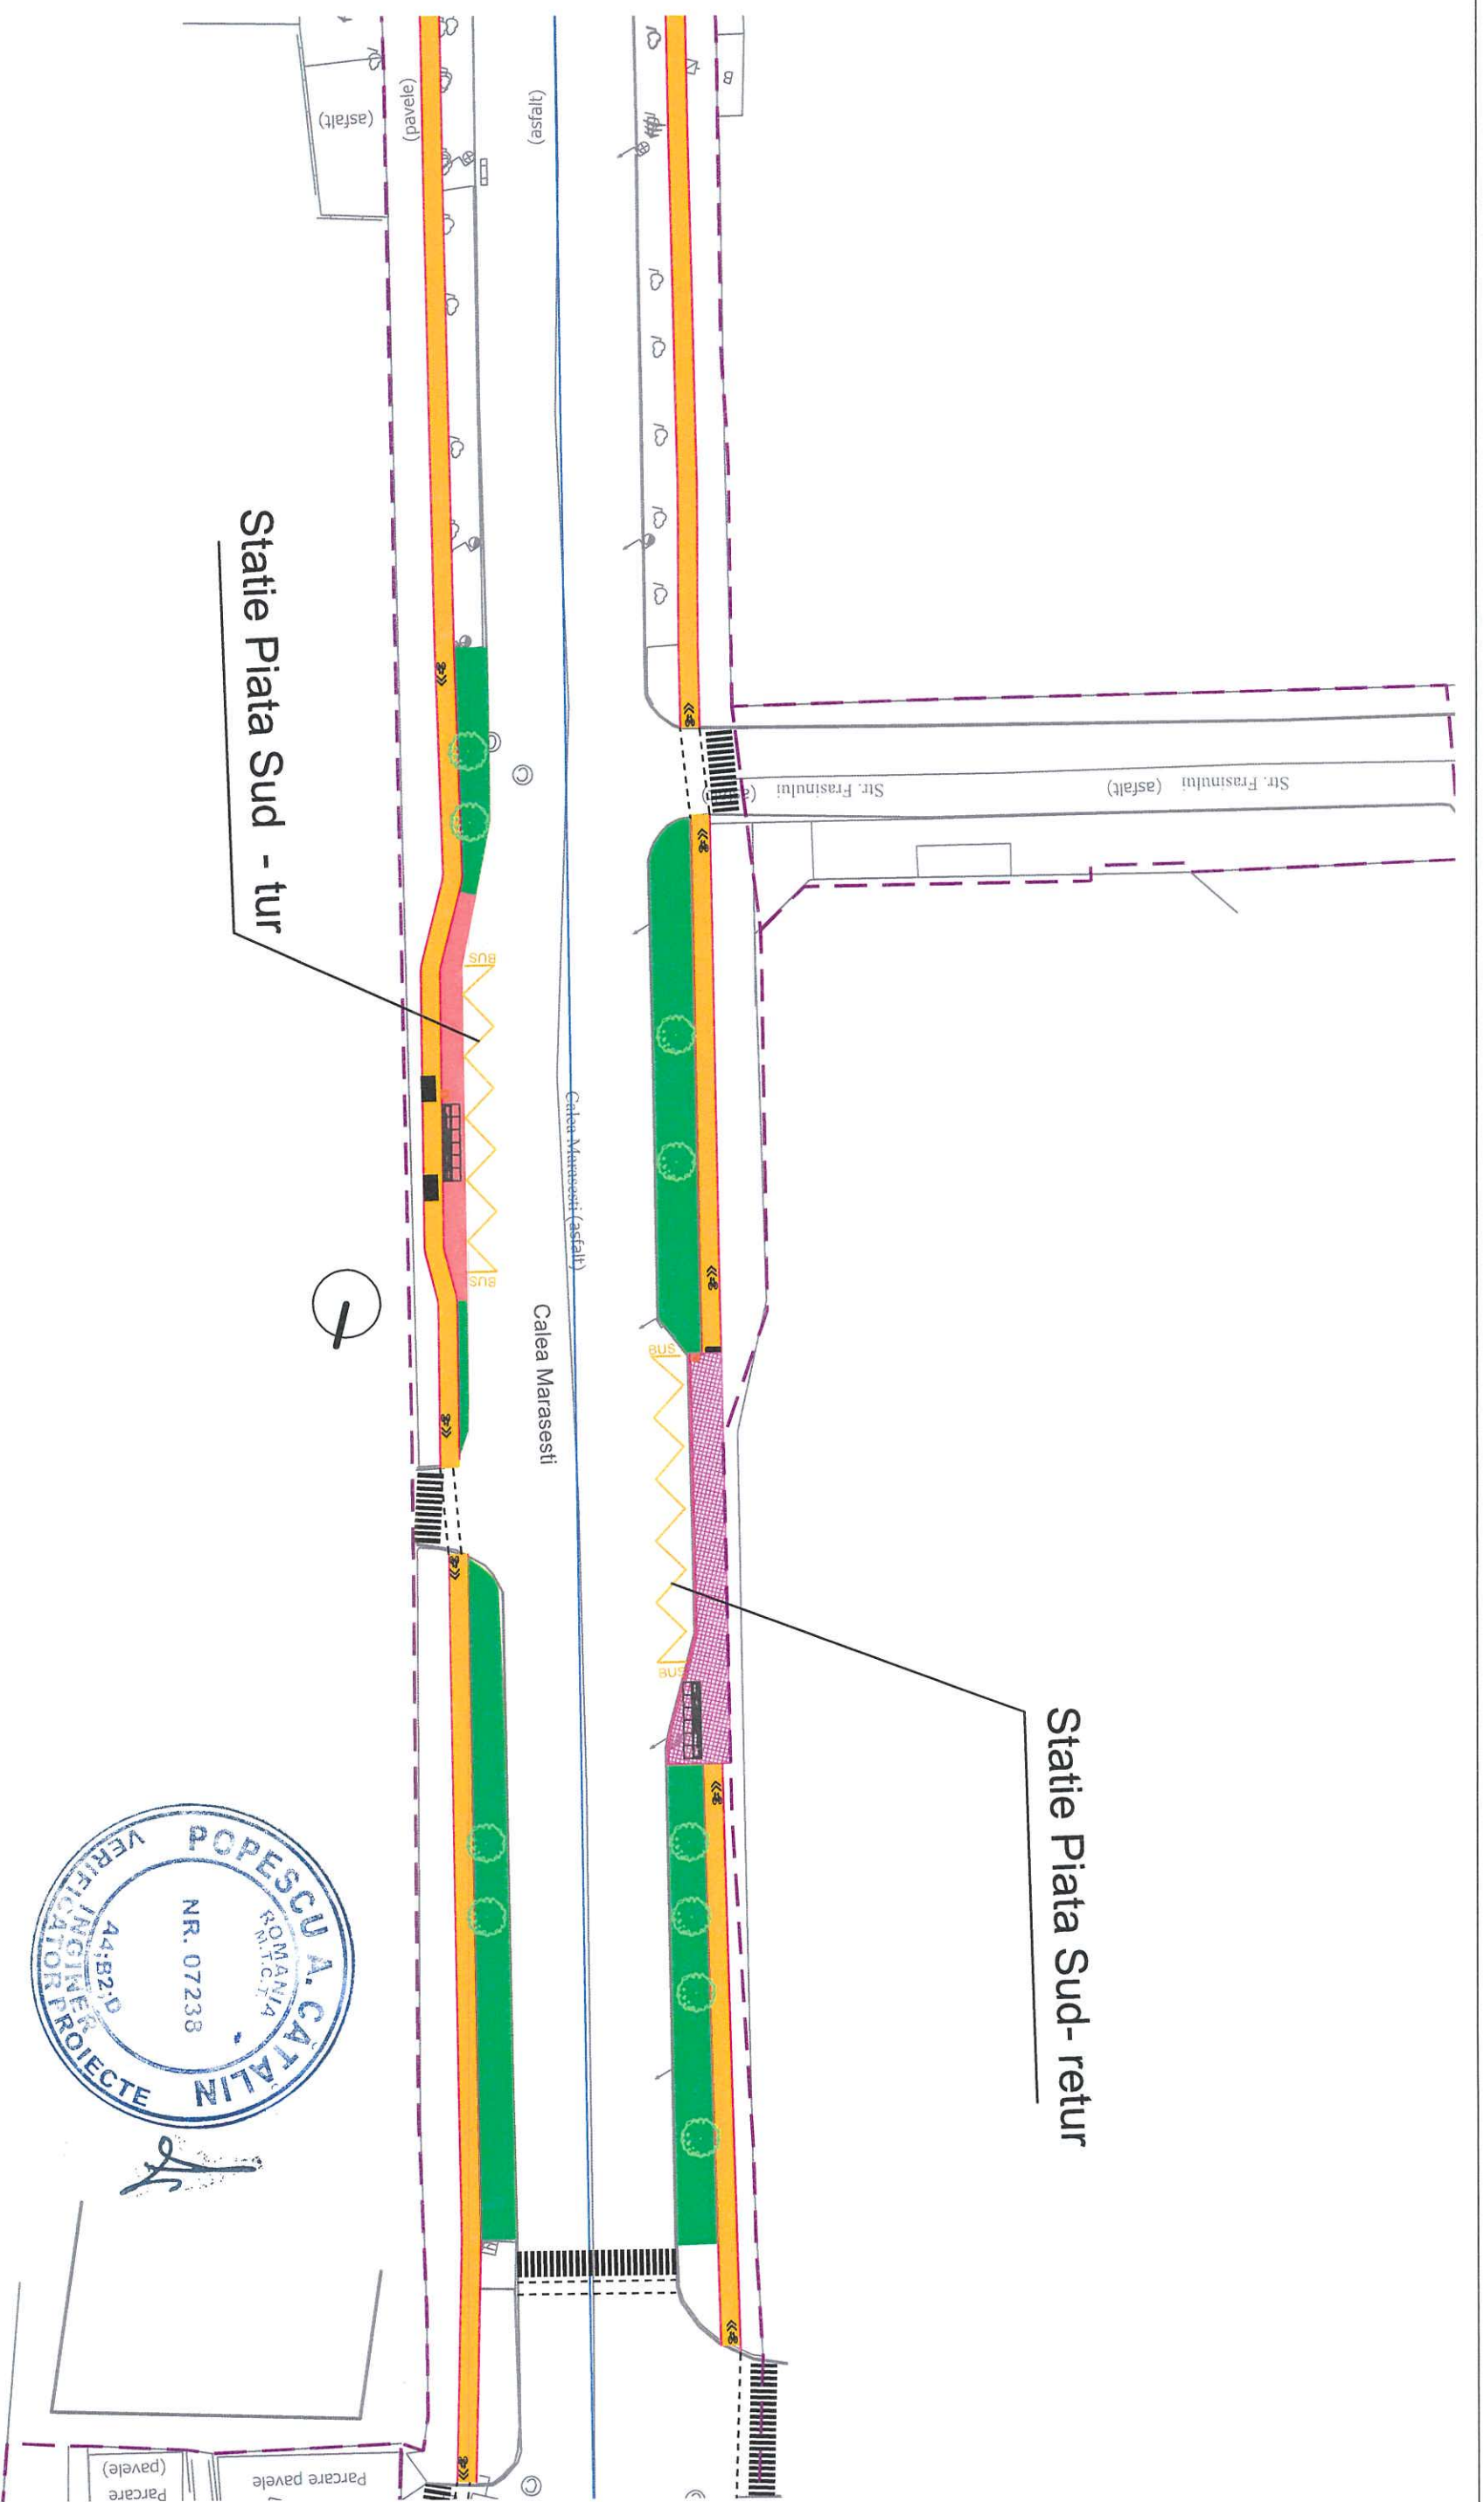 (asfalt)
(pavele)
(asfalt)
Str. Frasinului (asfalt)
Str. Frasinului
Statie Piata Sud - tur
BUS
BUS
Calea Marasesti (asfalt)
Calea Marasesti
BUS
BUS
Statie Piata Sud- retur
POPESCU A. CĂTĂLIN
ROMANIA
M.T.C.T.
NR. 07238
A4;B2;D
INGINER
VERIFICATOR PROIECTE
Parcare pavele
Parcare
(pavele)